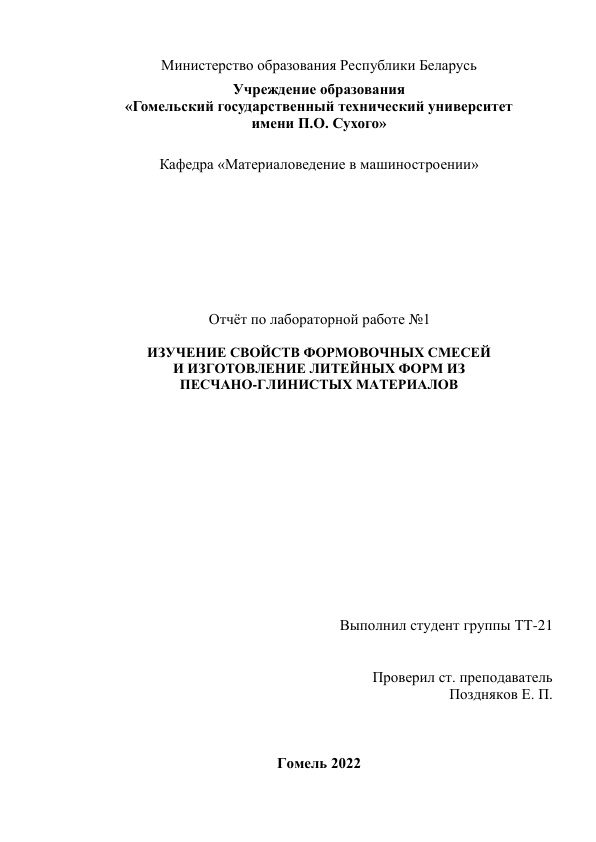 Министерство образования Республики Беларусь
Учреждение образования
«Гомельский государственный технический университет
имени П.О. Сухого»
Кафедра «Материаловедение в машиностроении»
Отчёт по лабораторной работе №1
ИЗУЧЕНИЕ СВОЙСТВ ФОРМОВОЧНЫХ СМЕСЕЙ
И ИЗГОТОВЛЕНИЕ ЛИТЕЙНЫХ ФОРМ ИЗ
ПЕСЧАНО-ГЛИНИСТЫХ МАТЕРИАЛОВ
Выполнил студент группы ТТ-21
Проверил ст. преподаватель
Поздняков Е. П.
Гомель 2022